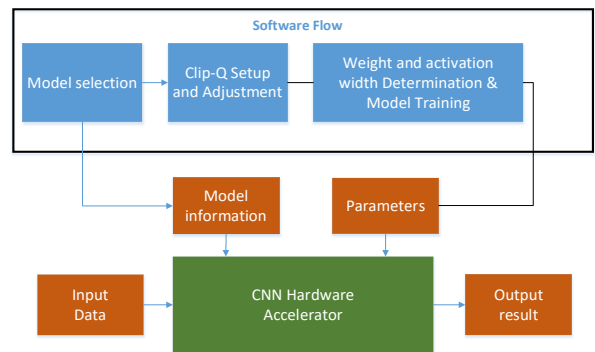 Software Flow
Model selection
Clip-Q Setup
and Adjustment
Weight and activation
width Determination &
Model Training
Model
information
Parameters
Input
Data
CNN Hardware
Accelerator
Output
result